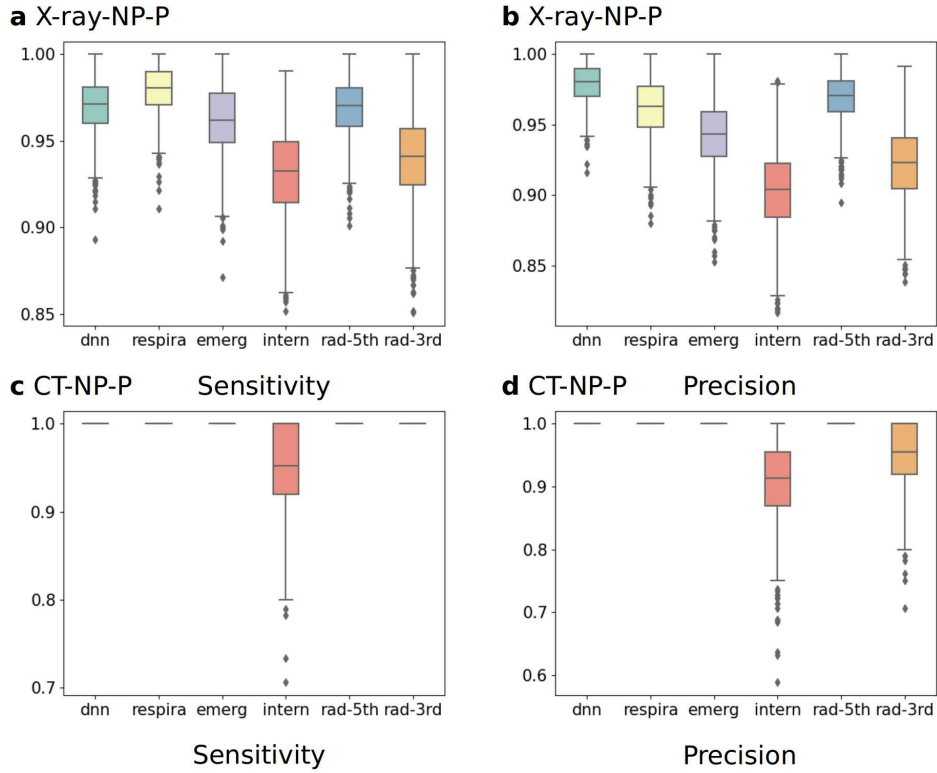 a X-ray-NP-P
1.00
0.95
0.90
0.85
dnn respira emerg intern rad-5th rad-3rd
Sensitivity
b X-ray-NP-P
1.00
0.95
0.90
0.85
dnn respira emerg intern rad-5th rad-3rd
Precision
c CT-NP-P
1.0
0.9
0.8
0.7
dnn respira emerg intern rad-5th rad-3rd
Sensitivity
d CT-NP-P
1.0
0.9
0.8
0.7
0.6
dnn respira emerg intern rad-5th rad-3rd
Precision